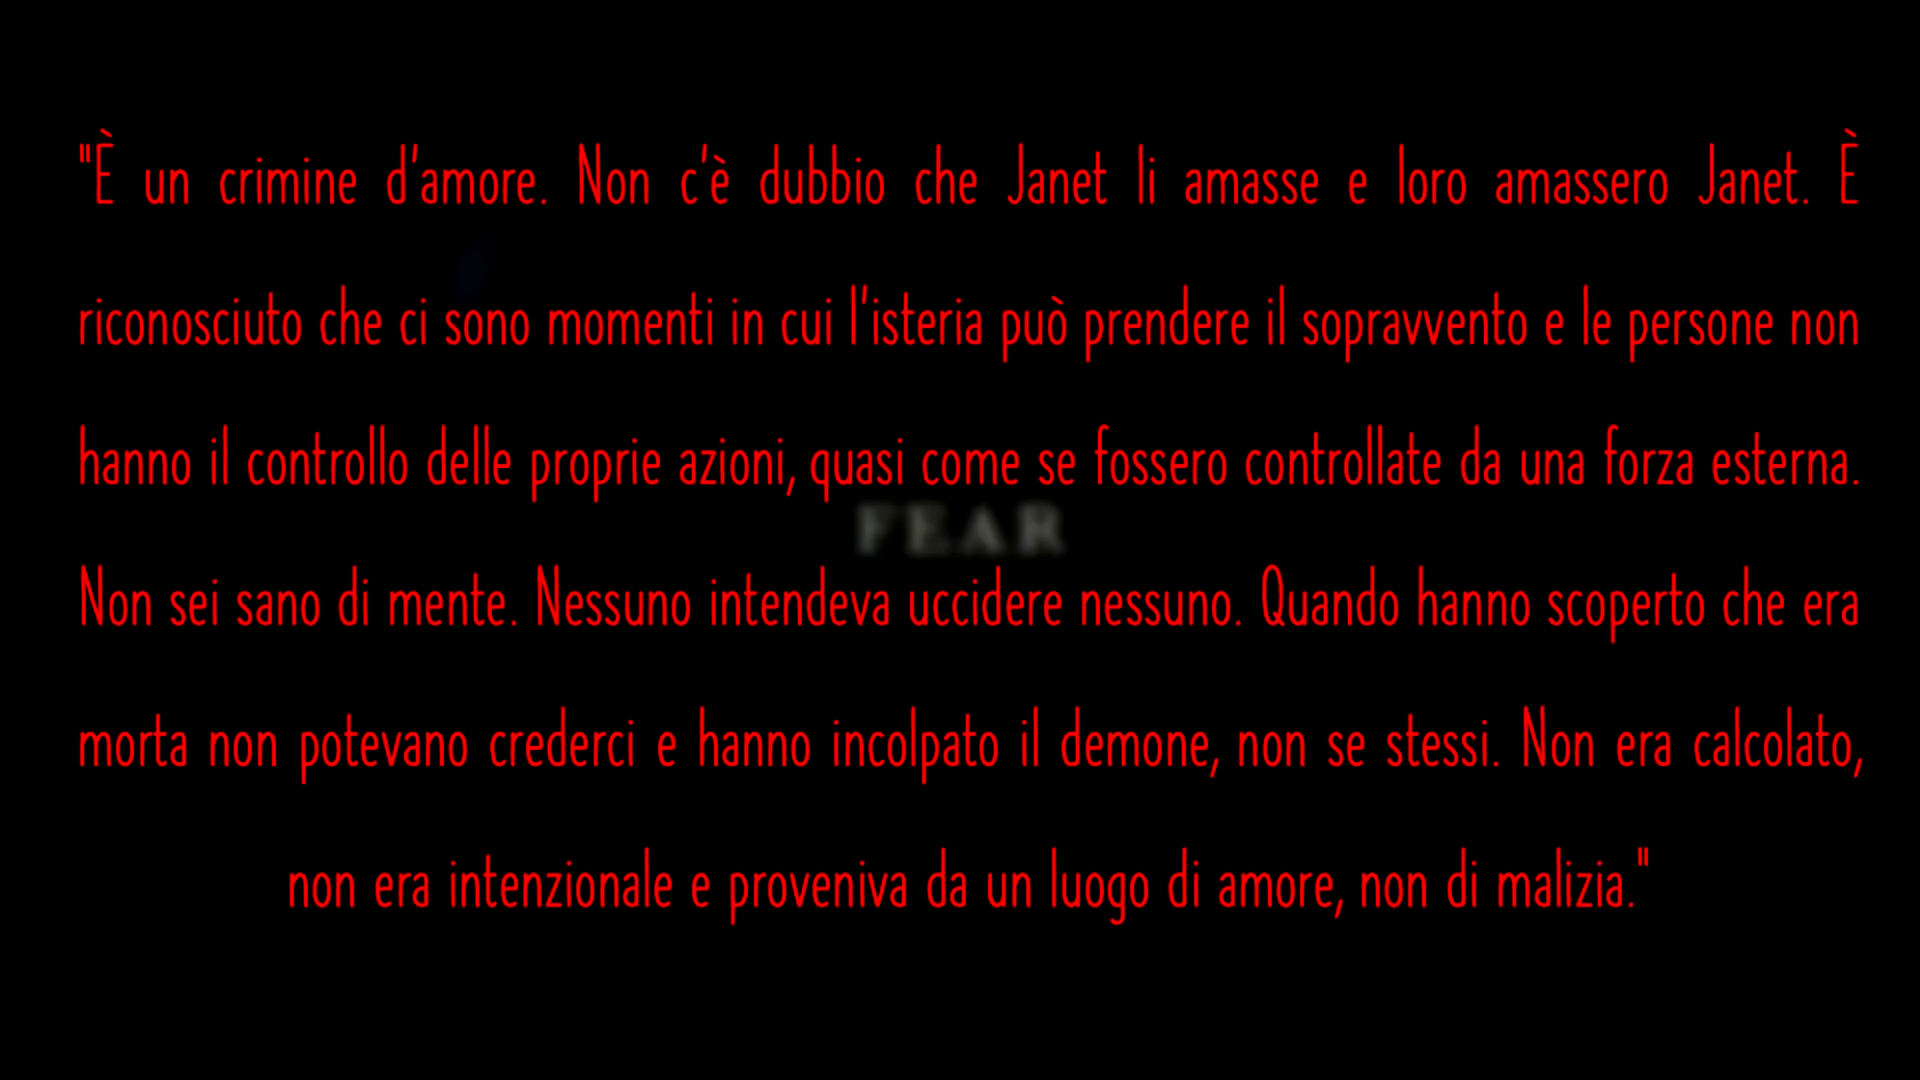 "È un crimine d'amore. Non c'è dubbio che Janet li amasse e loro amassero Janet. È
riconosciuto che ci sono momenti in cui l'isteria può prendere il sopravvento e le persone non
hanno il controllo delle proprie azioni, quasi come se fossero controllate da una forza esterna.
FEAR
Non sei sano di mente. Nessuno intendeva uccidere nessuno. Quando hanno scoperto che era
morta non potevano crederci e hanno incolpato il demone, non se stessi. Non era calcolato,
non era intenzionale e proveniva da un luogo di amore, non di malizia."